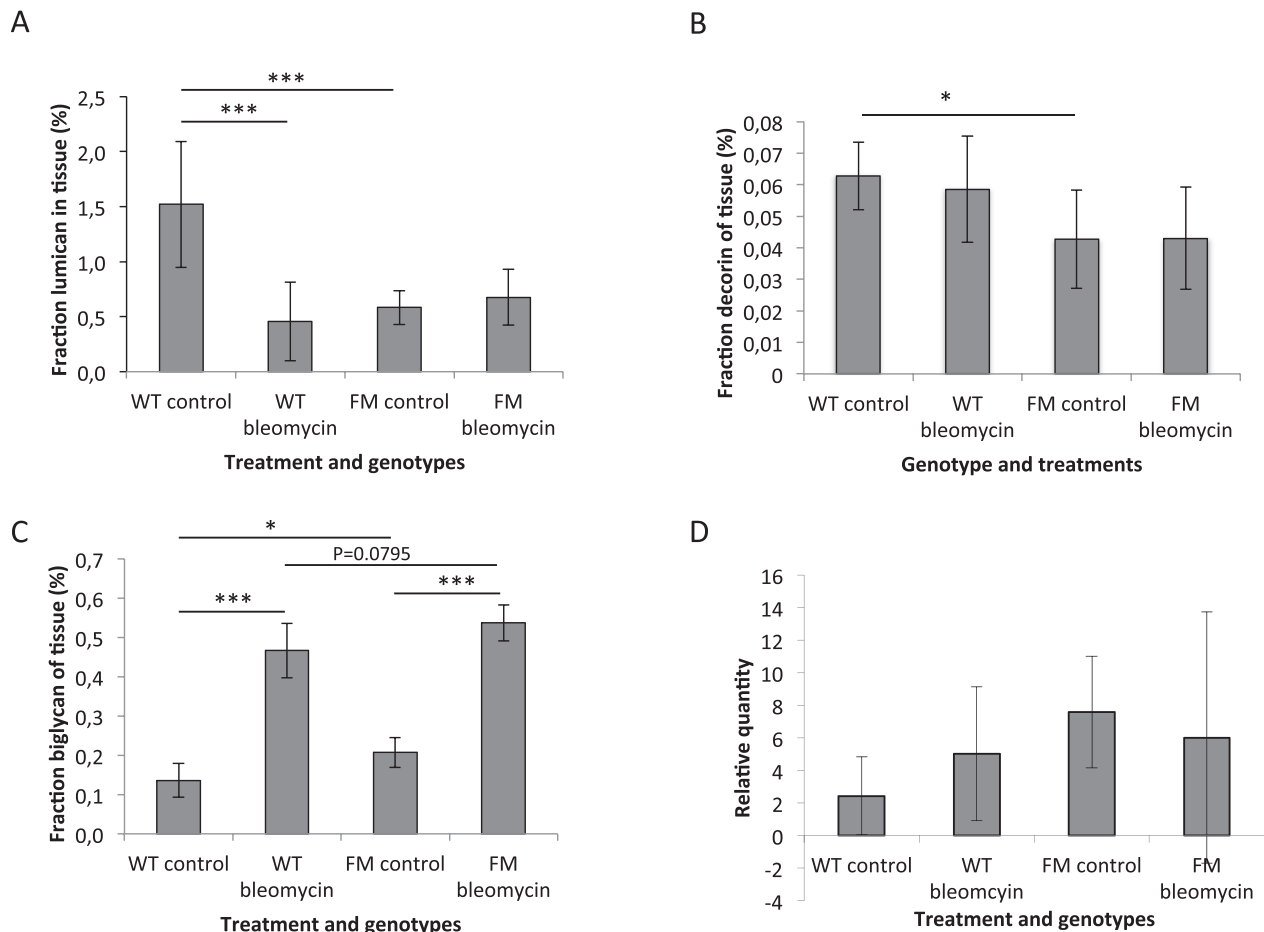 A
***
***
Fraction lumican in tissue (%)
2,5
2,0
1,5
1,0
0,5
0,0
WT control
WT
bleomycin
FM control
FM
bleomycin
Treatment and genotypes
B
*
Fraction decorin of tissue (%)
0,08
0,07
0,06
0,05
0,04
0,03
0,02
0,01
0
WT control
WT
bleomycin
FM control
FM
bleomycin
Genotype and treatments
C
*
P=0.0795
***
***
Fraction biglycan of tissue (%)
0,7
0,6
0,5
0,4
0,3
0,2
0,1
0,0
WT control
WT
bleomycin
FM control
FM
bleomycin
Treatment and genotypes
D
Relative quantity
16
14
12
10
8
6
4
2
0
-2
-4
WT control
WT
bleomcyin
FM control
FM
bleomycin
Treatment and genotypes